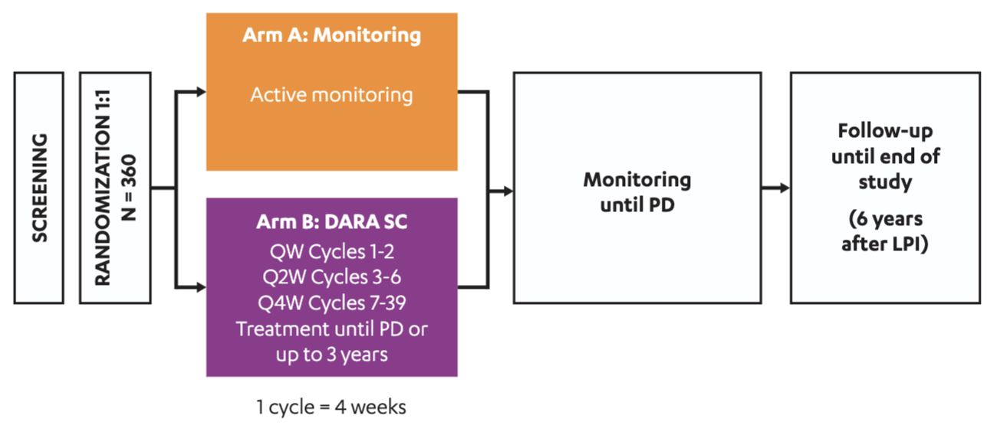 SCREENING
RANDOMIZATION 1:1
N = 360
Arm A: Monitoring
Active monitoring
Arm B: DARA SC
QW Cycles 1-2
Q2W Cycles 3-6
Q4W Cycles 7-39
Treatment until PD or
up to 3 years
1 cycle = 4 weeks
Monitoring
until PD
Follow-up
until end of
study
(6 years
after LPI)